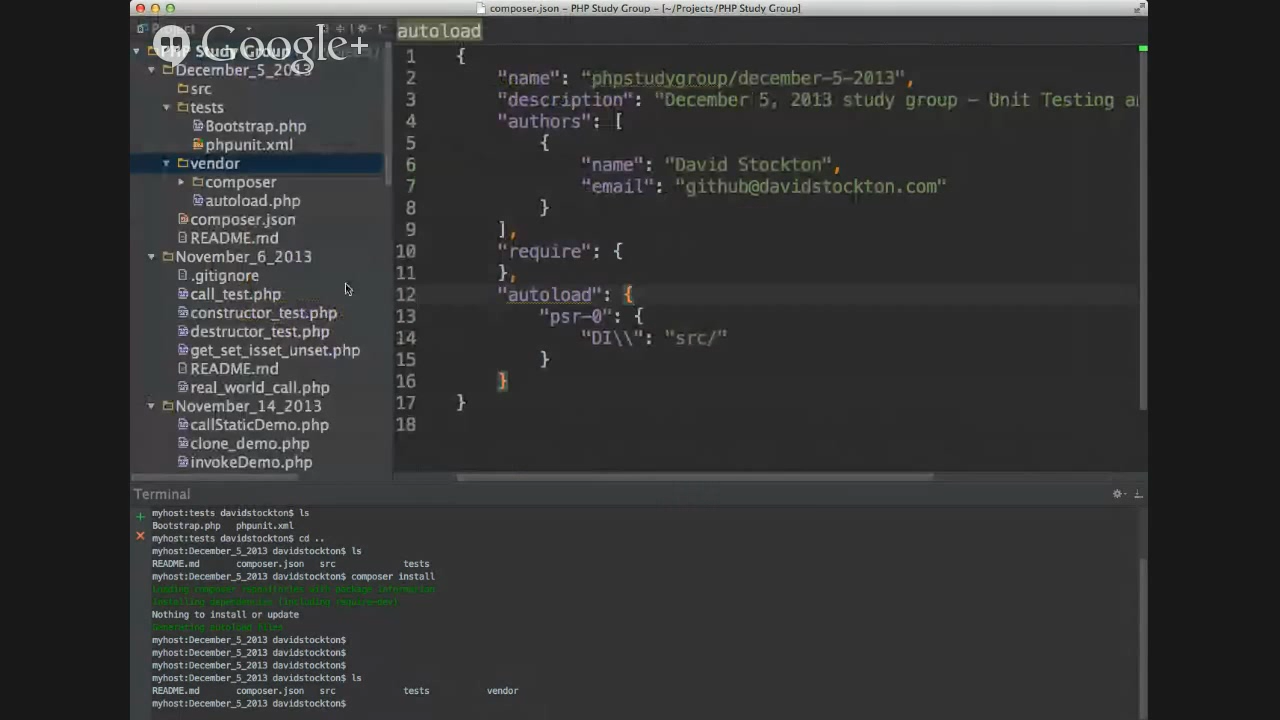 composer.json - PHP Study Group - [~/Projects/PHP Study Group]
Project
Google+
PHP Study Group
December_5_2013
src
tests
Bootstrap.php
phpunit.xml
vendor
composer
autoload.php
composer.json
README.md
November_6_2013
.gitignore
call_test.php
constructor_test.php
destructor_test.php
get_set_isset_unset.php
README.md
real_world_call.php
November_14_2013
callStaticDemo.php
clone_demo.php
invokeDemo.php
autoload
1 {
2 "name": "phpstudygroup/december-5-2013",
3 "description": "December 5, 2013 study group - Unit Testing a
4 "authors": [
5 {
6 "name": "David Stockton",
7 "email": "github@davidstockton.com"
8 }
9 ],
10 "require": {
11 },
12 "autoload": {
13 "psr-0": {
14 "DI\\": "src/"
15 }
16 }
17 }
18
Terminal
myhost:tests davidstockton$ ls
Bootstrap.php phpunit.xml
myhost:tests davidstockton$ cd ..
myhost:December_5_2013 davidstockton$ ls
README.md composer.json src tests
myhost:December_5_2013 davidstockton$ composer install
Loading composer repositories with package information
Installing dependencies (including require-dev)
Nothing to install or update
Generating autoload files
myhost:December_5_2013 davidstockton$
myhost:December_5_2013 davidstockton$
myhost:December_5_2013 davidstockton$
myhost:December_5_2013 davidstockton$ ls
README.md composer.json src tests vendor
myhost:December_5_2013 davidstockton$